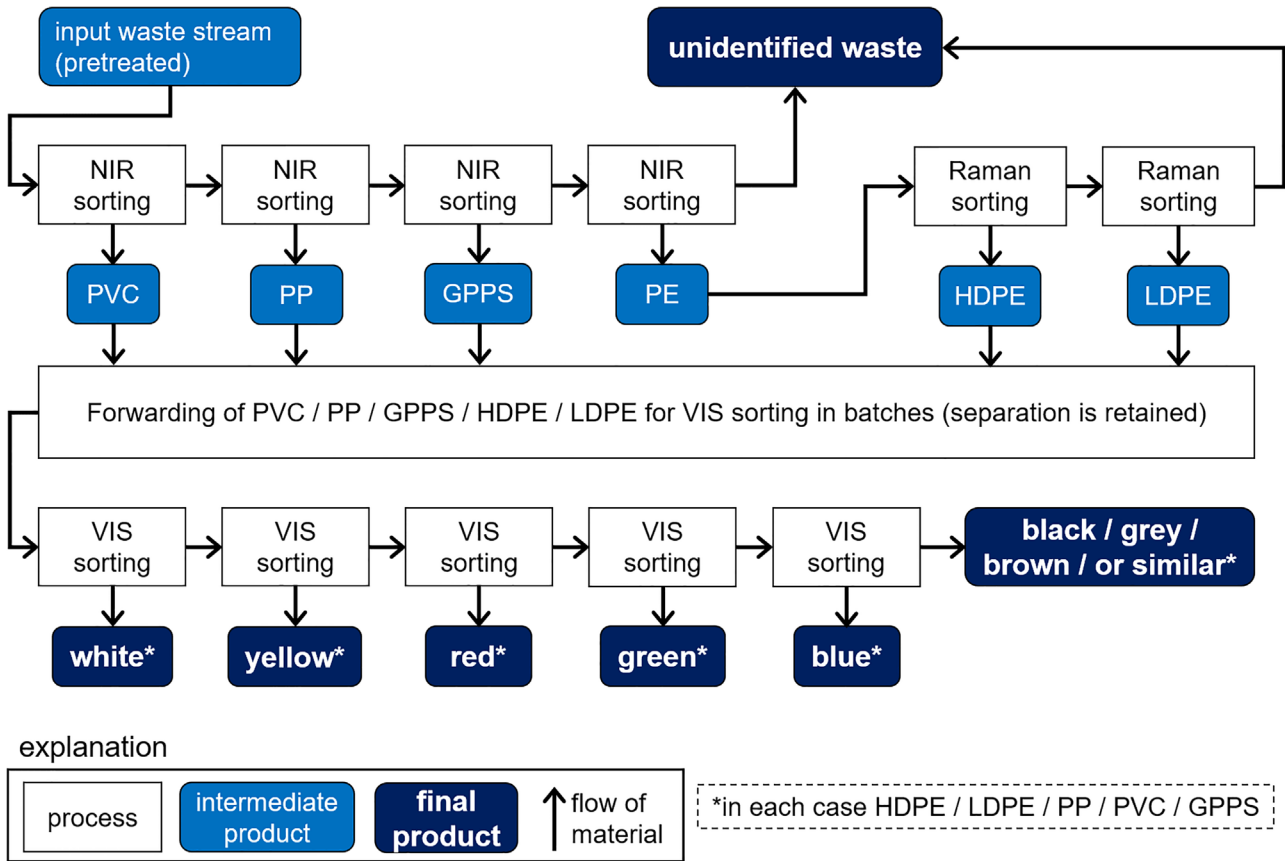 input waste stream
(pretreated)
unidentified waste
NIR
sorting
NIR
sorting
NIR
sorting
NIR
sorting
Raman
sorting
Raman
sorting
PVC
PP
GPPS
PE
HDPE
LDPE
Forwarding of PVC / PP / GPPS / HDPE / LDPE for VIS sorting in batches (separation is retained)
VIS
sorting
VIS
sorting
VIS
sorting
VIS
sorting
VIS
sorting
black / grey /
brown / or similar*
white*
yellow*
red*
green*
blue*
explanation
process
intermediate
product
final
product
flow of
material
*in each case HDPE / LDPE / PP / PVC / GPPS